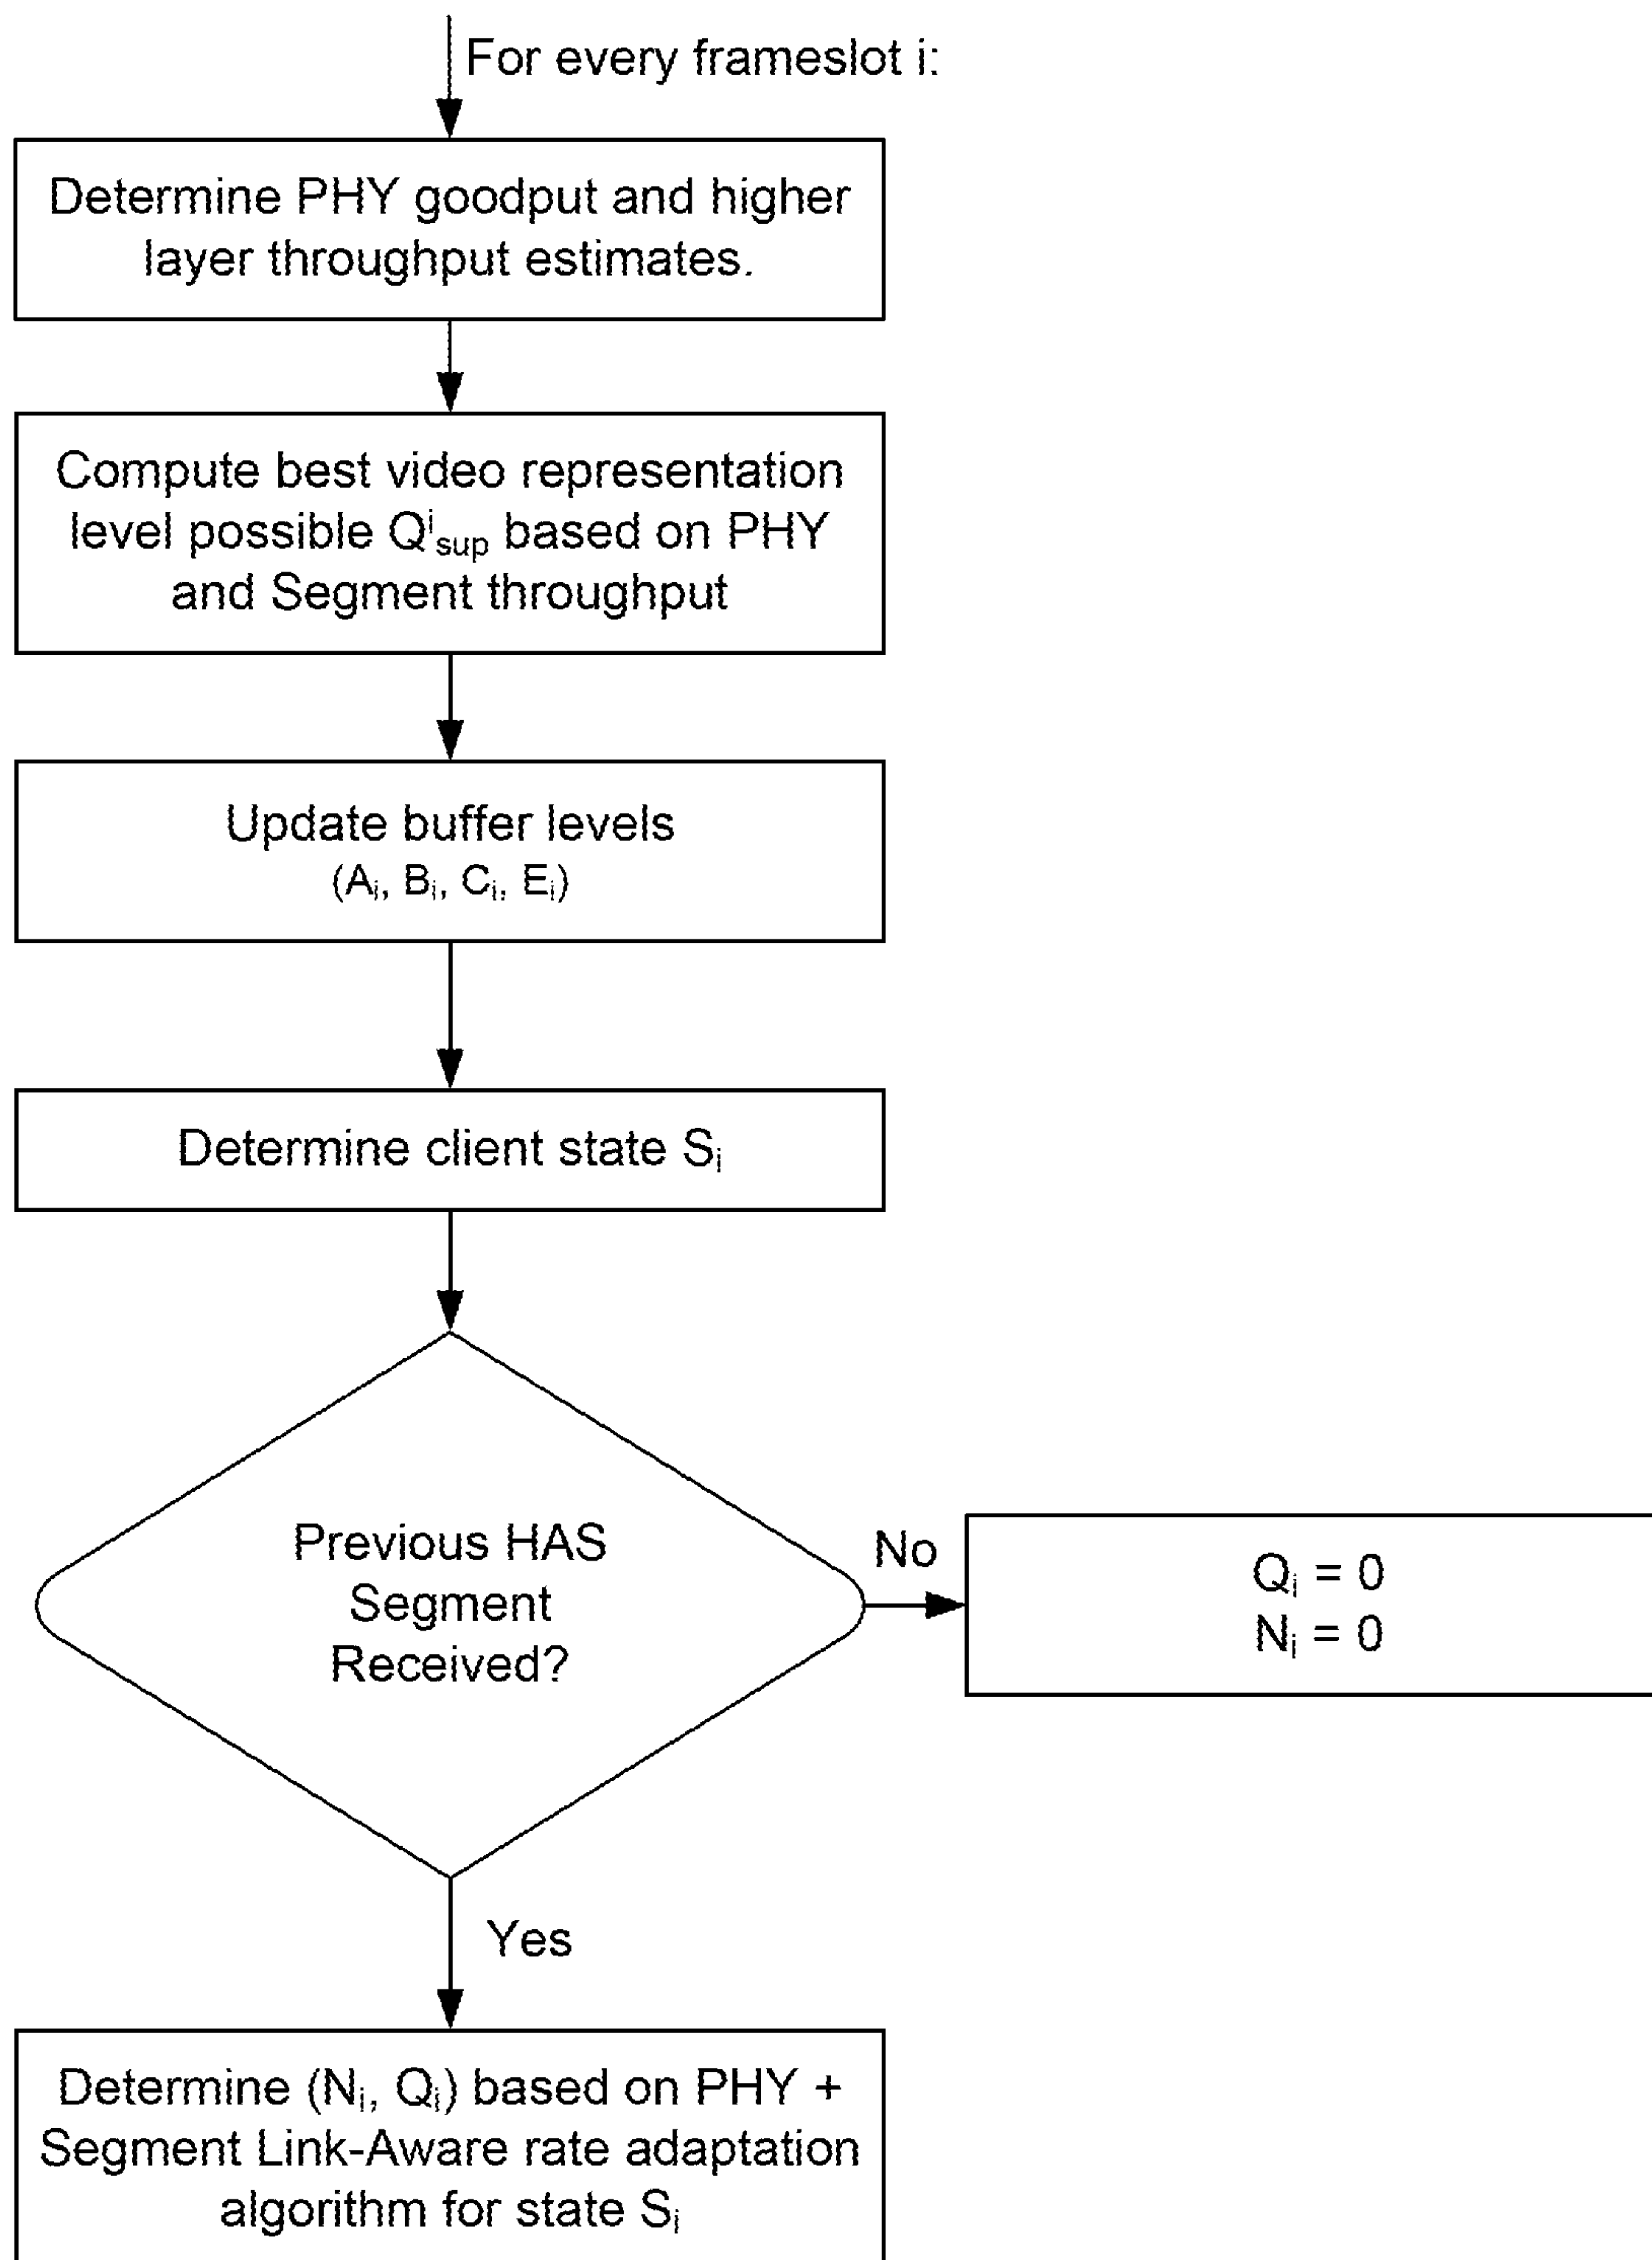 For every frameslot i:
Determine PHY goodput and higher
layer throughput estimates.
Compute best video representation
level possible Qⁱsup based on PHY
and Segment throughput
Update buffer levels
(Aᵢ, Bᵢ, Cᵢ, Eᵢ)
Determine client state Sᵢ
Previous HAS
Segment
Received?
No
Qᵢ = 0
Nᵢ = 0
Yes
Determine (Nᵢ, Qᵢ) based on PHY +
Segment Link-Aware rate adaptation
algorithm for state Sᵢ